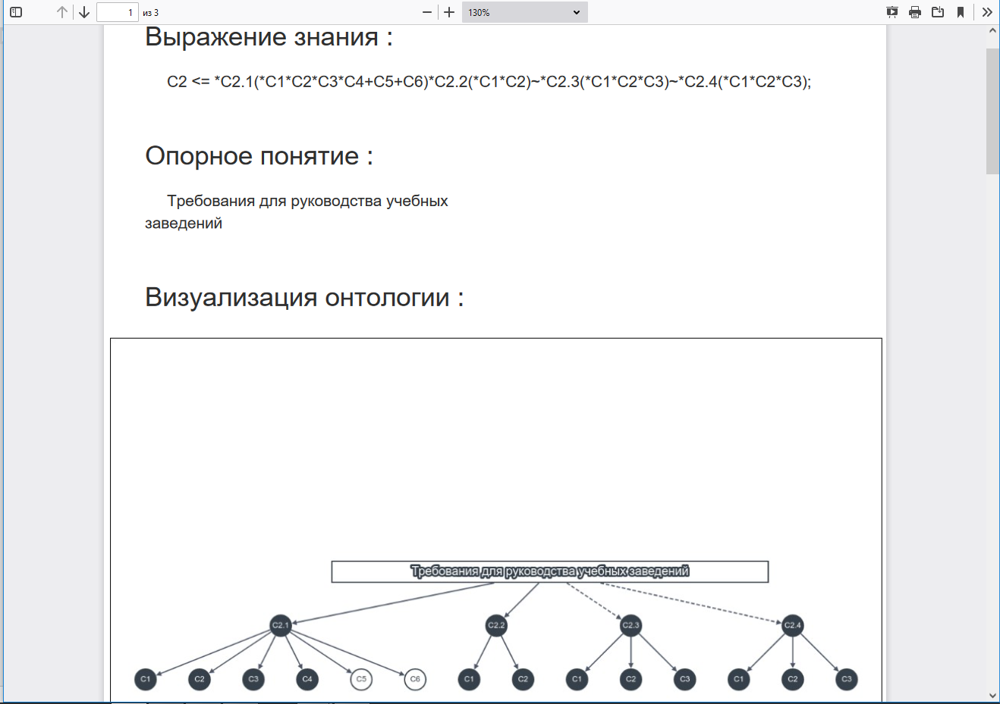 1 из 3 130%
Выражение знания :
C2 <= *C2.1(*C1*C2*C3*C4+C5+C6)*C2.2(*C1*C2)~*C2.3(*C1*C2*C3)~*C2.4(*C1*C2*C3);
Опорное понятие :
Требования для руководства учебных
заведений
Визуализация онтологии :
Требования для руководства учебных заведений
C2.1 C2.2 C2.3 C2.4
C1 C2 C3 C4 C5 C6 C1 C2 C1 C2 C3 C1 C2 C3